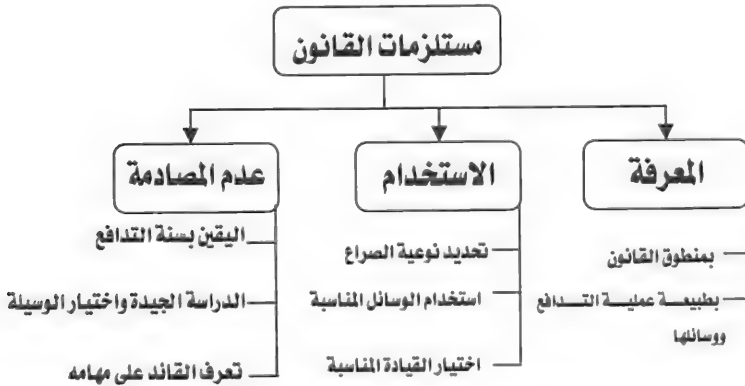 مستلزمات القانون
المعرفة
بمنطوق القانون
بطبيعة عملية التدافع
ووسائلها
الاستخدام
تحديد نوعية الصراع
استخدام الوسائل المناسبة
اختيار القيادة المناسبة
عدم المصادمة
اليقين بسنة التدافع
الدراسة الجيدة واختيار الوسيلة
تعرف القائد على مهامه